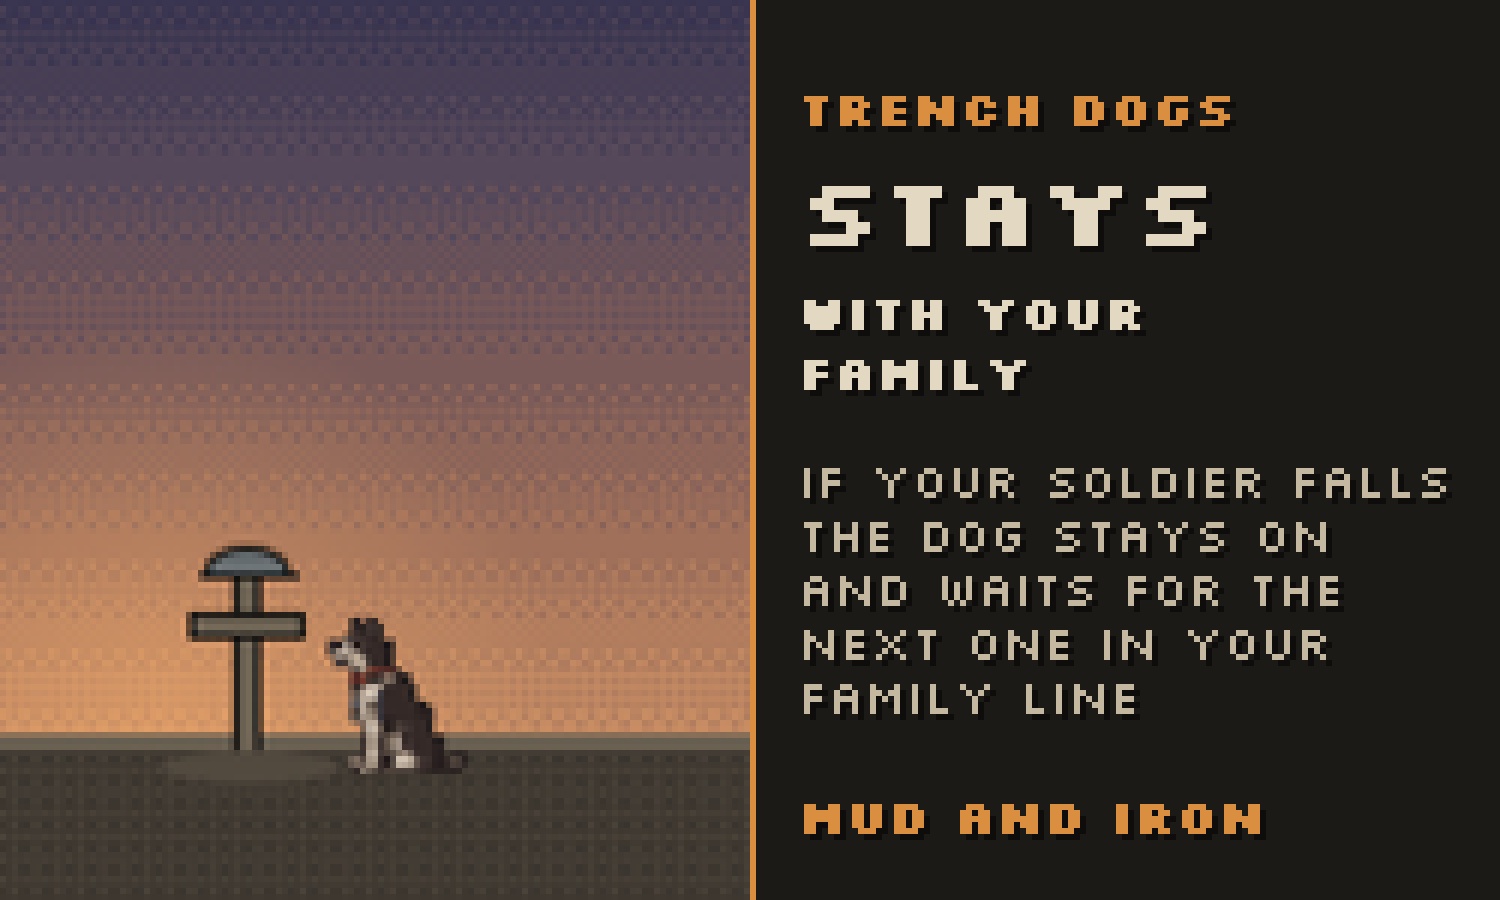 TRENCH DOGS
STAYS
WITH YOUR
FAMILY
IF YOUR SOLDIER FALLS
THE DOG STAYS ON
AND WAITS FOR THE
NEXT ONE IN YOUR
FAMILY LINE
MUD AND IRON